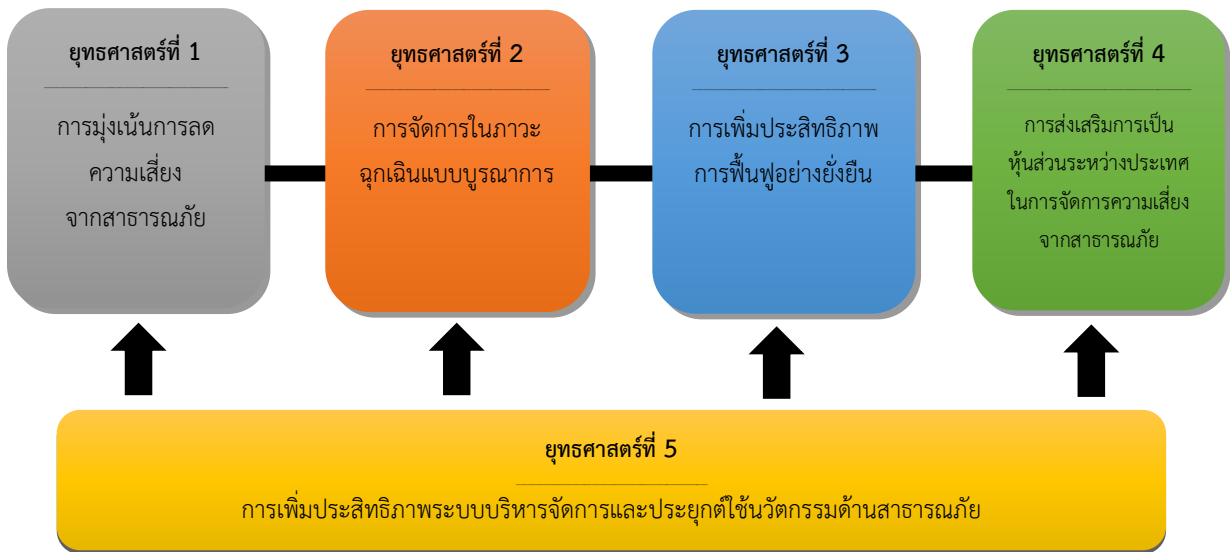 ยุทธศาสตร์ที่ 1
การมุ่งเน้นการลด
ความเสี่ยง
จากสาธารณภัย
ยุทธศาสตร์ที่ 2
การจัดการในภาวะ
ฉุกเฉินแบบบูรณาการ
ยุทธศาสตร์ที่ 3
การเพิ่มประสิทธิภาพ
การฟื้นฟูอย่างยั่งยืน
ยุทธศาสตร์ที่ 4
การส่งเสริมการเป็น
หุ้นส่วนระหว่างประเทศ
ในการจัดการความเสี่ยง
จากสาธารณภัย
ยุทธศาสตร์ที่ 5
การเพิ่มประสิทธิภาพระบบบริหารจัดการและประยุกต์ใช้นวัตกรรมด้านสาธารณภัย